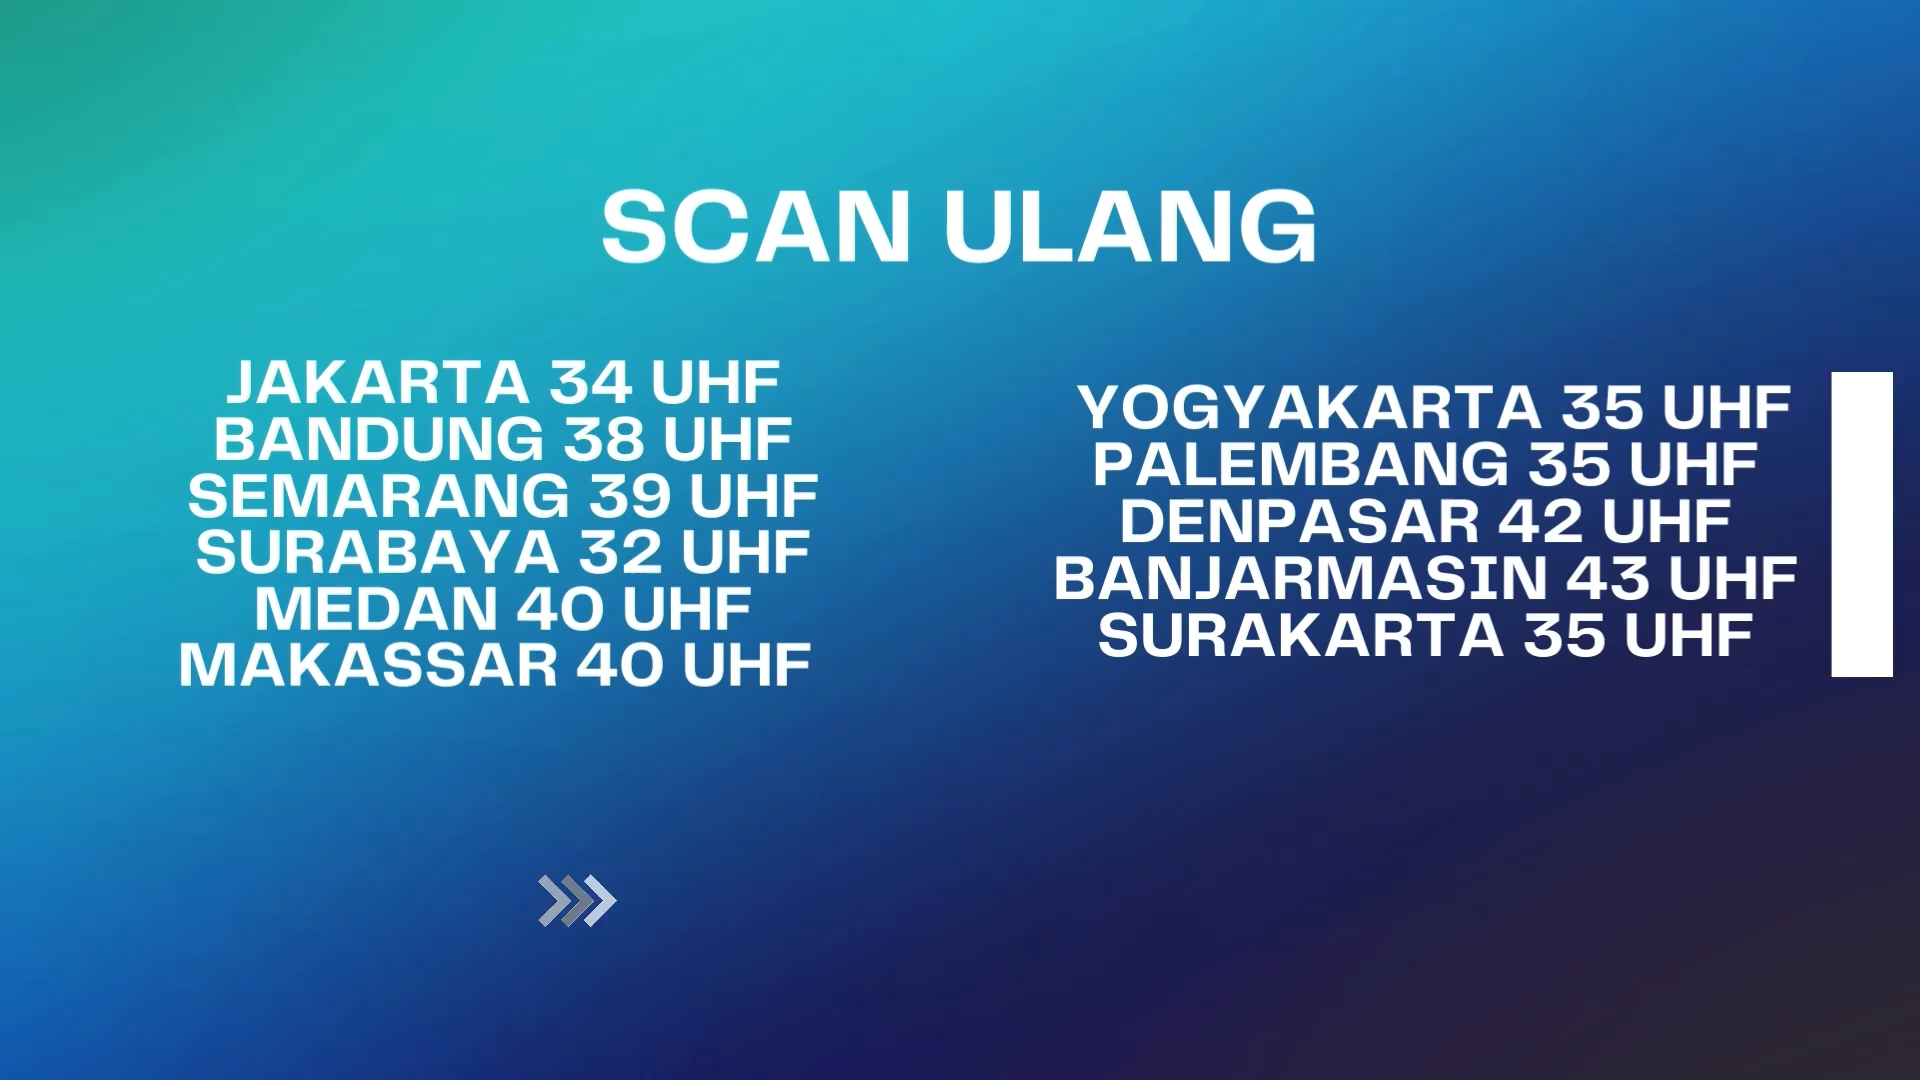 SCAN ULANG
JAKARTA 34 UHF
BANDUNG 38 UHF
SEMARANG 39 UHF
SURABAYA 32 UHF
MEDAN 40 UHF
MAKASSAR 40 UHF
YOGYAKARTA 35 UHF
PALEMBANG 35 UHF
DENPASAR 42 UHF
BANJARMASIN 43 UHF
SURAKARTA 35 UHF